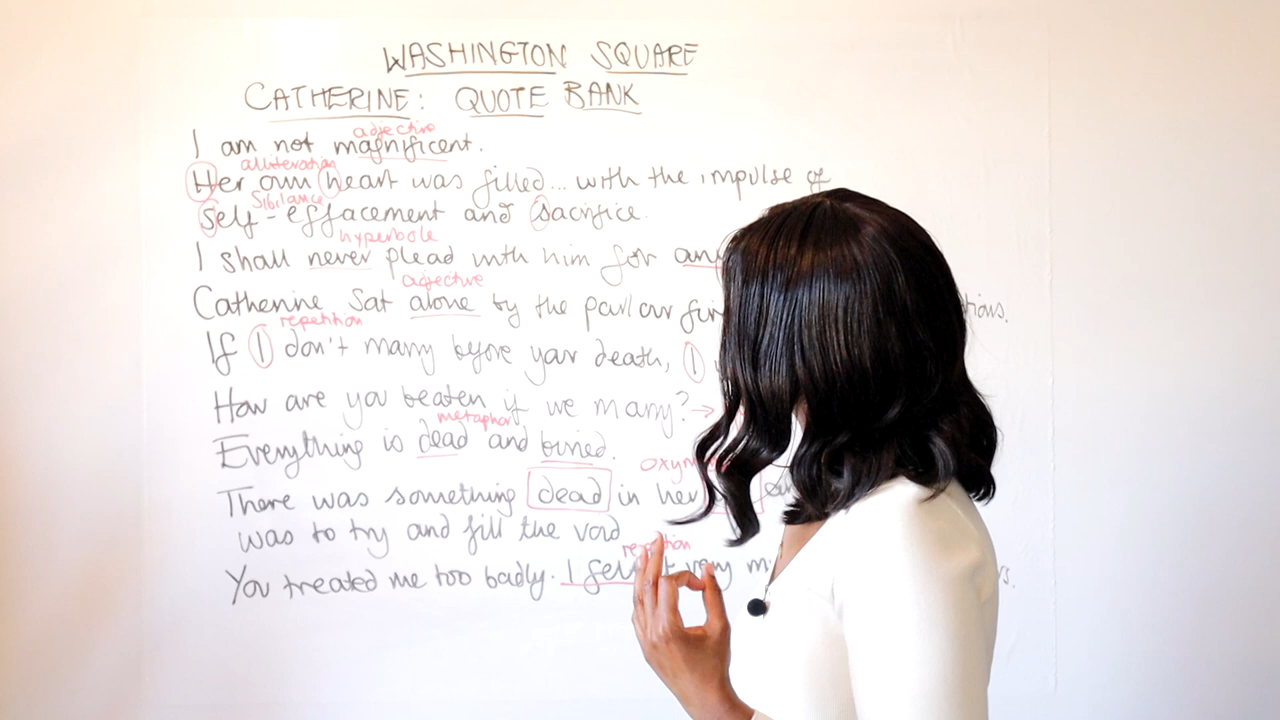 WASHINGTON SQUARE
CATHERINE: QUOTE BANK
adjective
I am not magnificent.
alliteration
Her own heart was filled... with the impulse of
sibilance
self-effacement and sacrifice.
hyperbole
I shall never plead with him for
adjective
Catherine sat alone by the parlour
repetition
If I don't marry before your death, I
How are you beaten if we marry? →
metaphor
Everything is dead and buried.
There was something dead in her
was to try and fill the void
You treated me too badly. I very